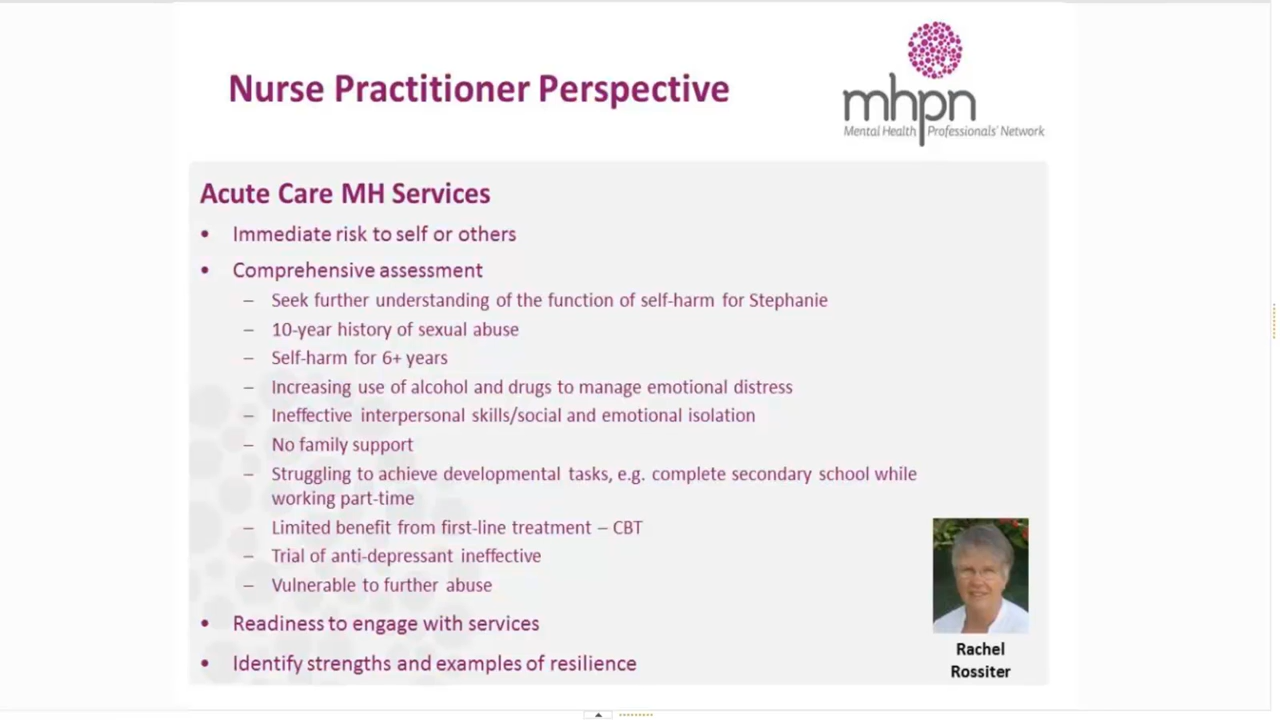 Nurse Practitioner Perspective
mhpn
Mental Health Professionals' Network
Acute Care MH Services
• Immediate risk to self or others
• Comprehensive assessment
– Seek further understanding of the function of self-harm for Stephanie
– 10-year history of sexual abuse
– Self-harm for 6+ years
– Increasing use of alcohol and drugs to manage emotional distress
– Ineffective interpersonal skills/social and emotional isolation
– No family support
– Struggling to achieve developmental tasks, e.g. complete secondary school while
working part-time
– Limited benefit from first-line treatment – CBT
– Trial of anti-depressant ineffective
– Vulnerable to further abuse
• Readiness to engage with services
• Identify strengths and examples of resilience
Rachel
Rossiter